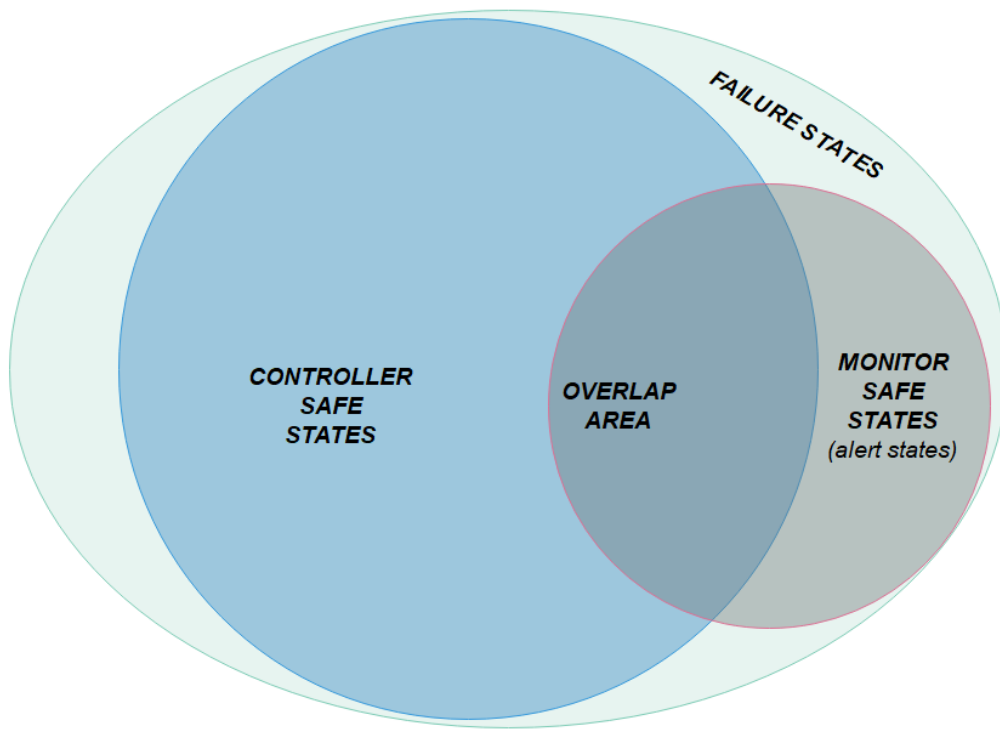 FAILURE STATES
CONTROLLER
SAFE
STATES
OVERLAP
AREA
MONITOR
SAFE
STATES
(alert states)